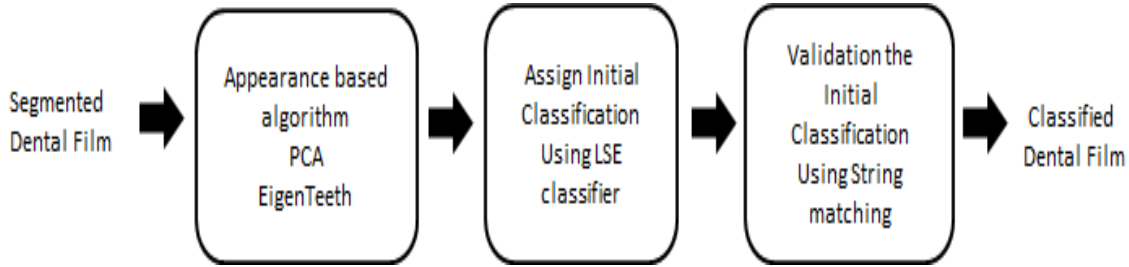 Segmented
Dental Film
Appearance based
algorithm
PCA
EigenTeeth
Assign Initial
Classification
Using LSE
classifier
Validation the
Initial
Classification
Using String
matching
Classified
Dental Film